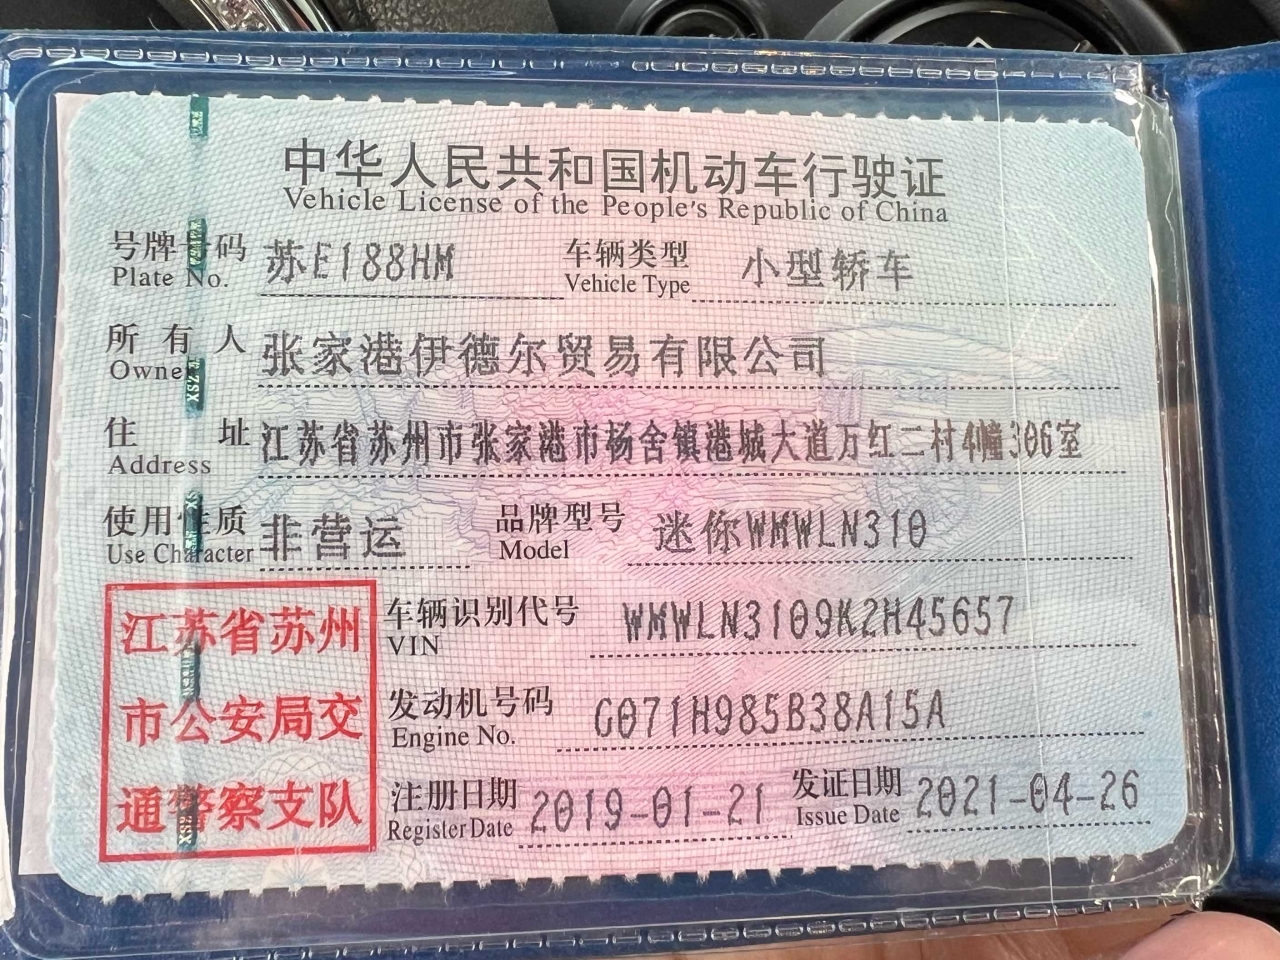 中华人民共和国机动车行驶证
Vehicle License of the People's Republic of China
号牌号码 苏E188HM 车辆类型 小型轿车
Plate No. Vehicle Type
所有人 张家港伊德尔贸易有限公司
Owner
住址 江苏省苏州市张家港市杨舍镇港城大道万红二村4幢306室
Address
使用性质 非营运 品牌型号 迷你WMWLN310
Use Character Model
江苏省苏州
市公安局交
通警察支队
车辆识别代号 WMWLN3109K2H45657
VIN
发动机号码 G071H985B38A15A
Engine No.
注册日期 2019-01-21 发证日期 2021-04-26
Register Date Issue Date